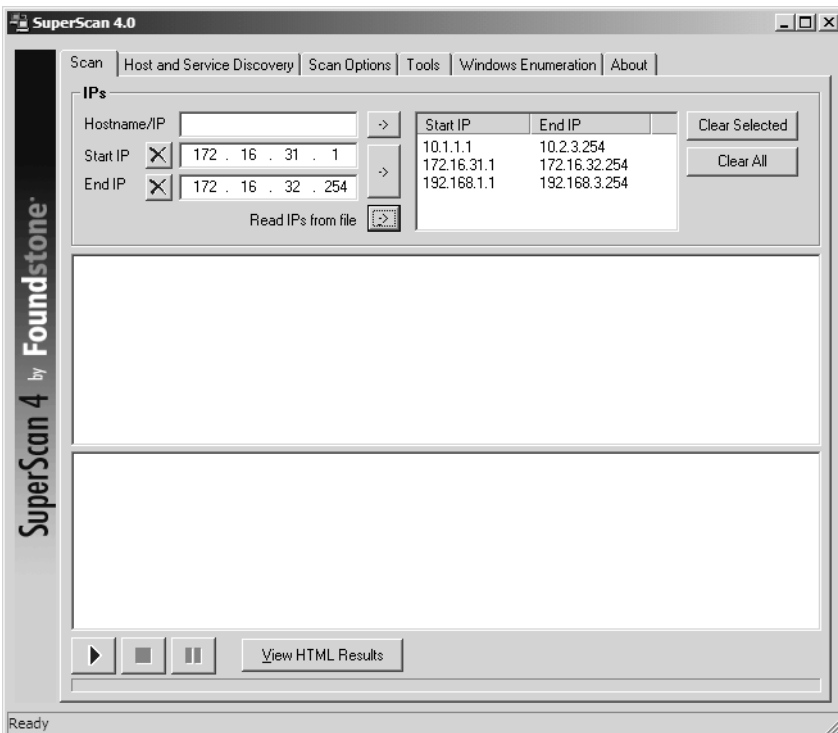 SuperScan 4.0
Scan Host and Service Discovery Scan Options Tools Windows Enumeration About
IPs
Hostname/IP ->
Start IP 172 . 16 . 31 . 1
End IP 172 . 16 . 32 . 254
->
Read IPs from file ->
Start IP End IP
10.1.1.1 10.2.3.254
172.16.31.1 172.16.32.254
192.168.1.1 192.168.3.254
Clear Selected
Clear All
SuperScan 4 by Foundstone
View HTML Results
Ready